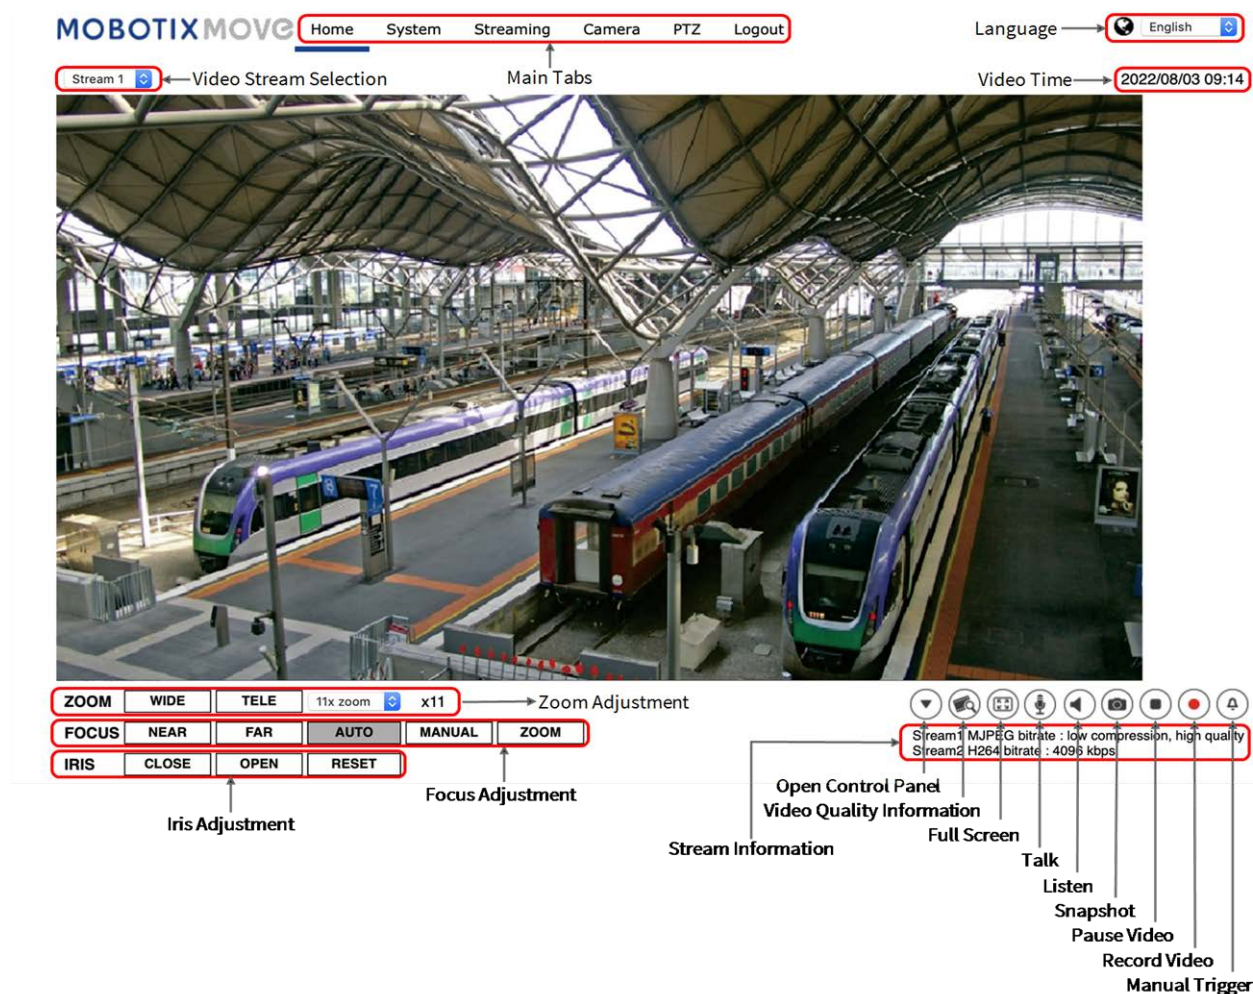 MOBOTIX MOVE Home System Streaming Camera PTZ Logout Language English
Stream 1 Video Stream Selection Main Tabs Video Time 2022/08/03 09:14
7
ZOOM WIDE TELE 11x zoom x11 Zoom Adjustment
FOCUS NEAR FAR AUTO MANUAL ZOOM
Stream1 MJPEG bitrate : low compression, high quality
Stream2 H264 bitrate : 4096 kbps
IRIS CLOSE OPEN RESET
Focus Adjustment
Iris Adjustment
Open Control Panel
Video Quality Information
Full Screen
Stream Information
Talk
Listen
Snapshot
Pause Video
Record Video
Manual Trigger